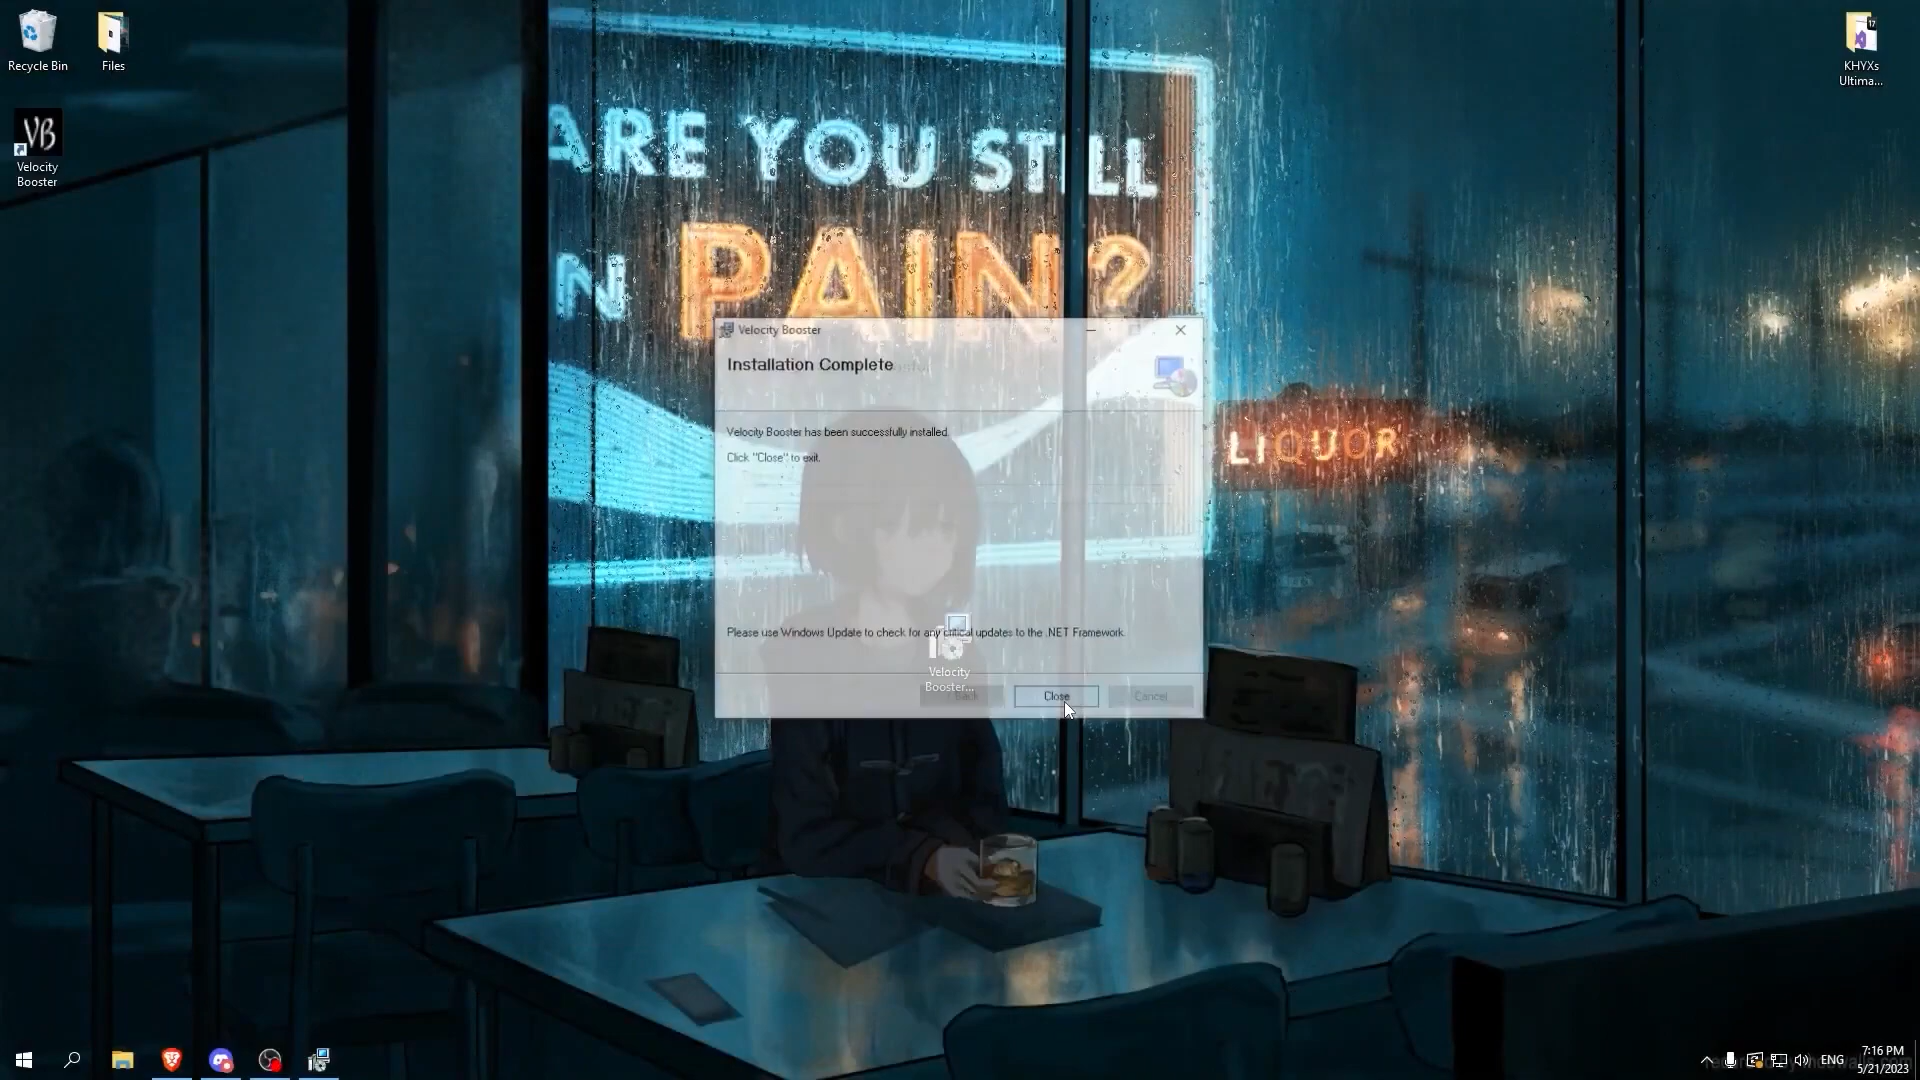 Recycle Bin
Files
KHYXs
Ultima...
VB
Velocity
Booster
ARE YOU STILL
N PAIN?
LIQUOR
Velocity Booster
Installation Complete
Velocity Booster has been successfully installed.
Click "Close" to exit.
Please use Windows Update to check for any critical updates to the .NET Framework.
Velocity
Booster...
Close
Cancel
ENG
7:16 PM
5/21/2023